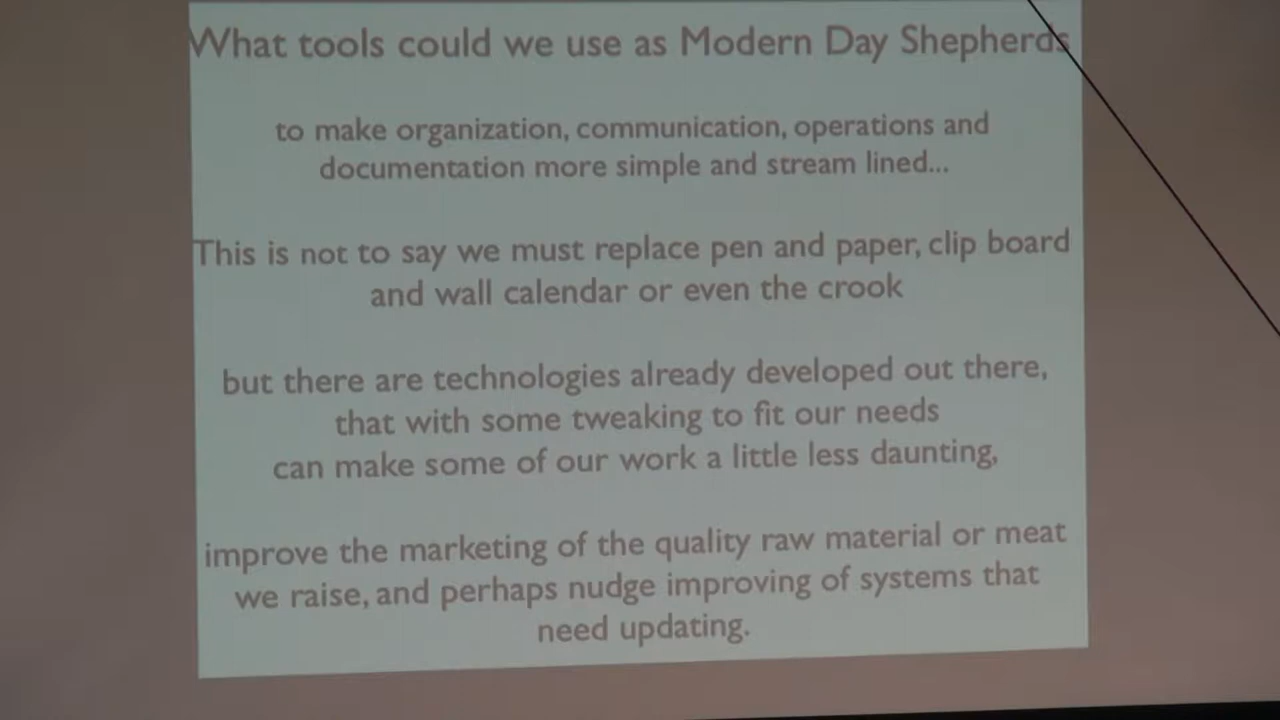 What tools could we use as Modern Day Shepherds
to make organization, communication, operations and
documentation more simple and stream lined...
This is not to say we must replace pen and paper, clip board
and wall calendar or even the crook
but there are technologies already developed out there,
that with some tweaking to fit our needs
can make some of our work a little less daunting,
improve the marketing of the quality raw material or meat
we raise, and perhaps nudge improving of systems that
need updating.